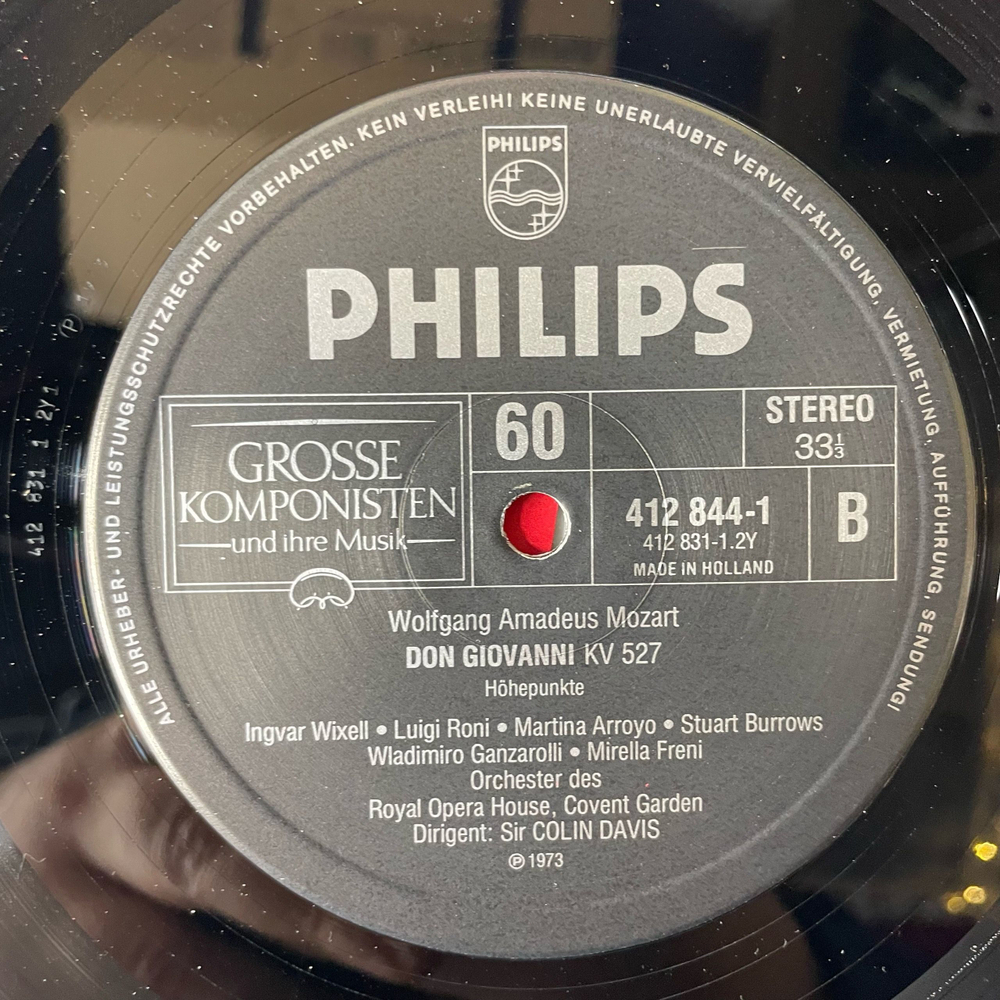 ALLE URHEBER- UND LEISTUNGSSCHUTZRECHTE VORBEHALTEN. KEIN VERLEIH! KEINE UNERLAUBTE VERVIELFÄLTIGUNG, VERMIETUNG, AUFFÜHRUNG, SENDUNG!
PHILIPS
PHILIPS
GROSSE
KOMPONISTEN
und ihre Musik
60
STEREO
33⅓
412 844-1
412 831-1.2Y
MADE IN HOLLAND
B
Wolfgang Amadeus Mozart
DON GIOVANNI KV 527
Höhepunkte
Ingvar Wixell • Luigi Roni • Martina Arroyo • Stuart Burrows
Wladimiro Ganzarolli • Mirella Freni
Orchester des
Royal Opera House, Covent Garden
Dirigent: Sir COLIN DAVIS
℗ 1973
412 831 1 2Y1
(P)